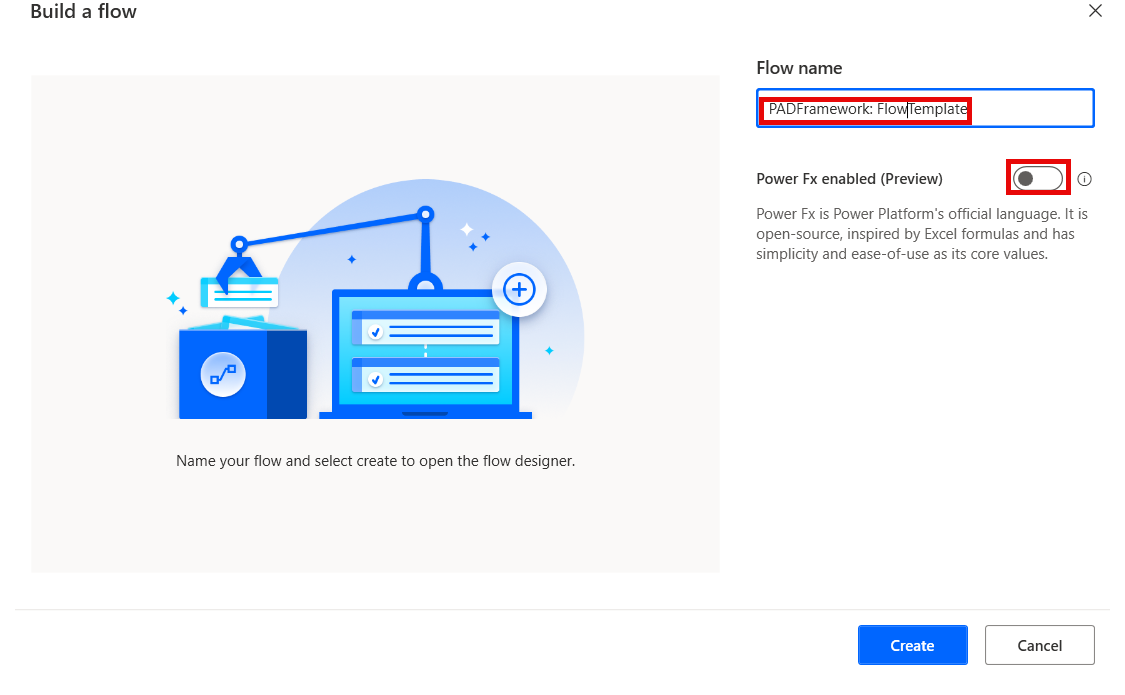 Build a flow
Flow name
PADFramework: FlowTemplate
Power Fx enabled (Preview)
Power Fx is Power Platform's official language. It is
open-source, inspired by Excel formulas and has
simplicity and ease-of-use as its core values.
Name your flow and select create to open the flow designer.
Create
Cancel